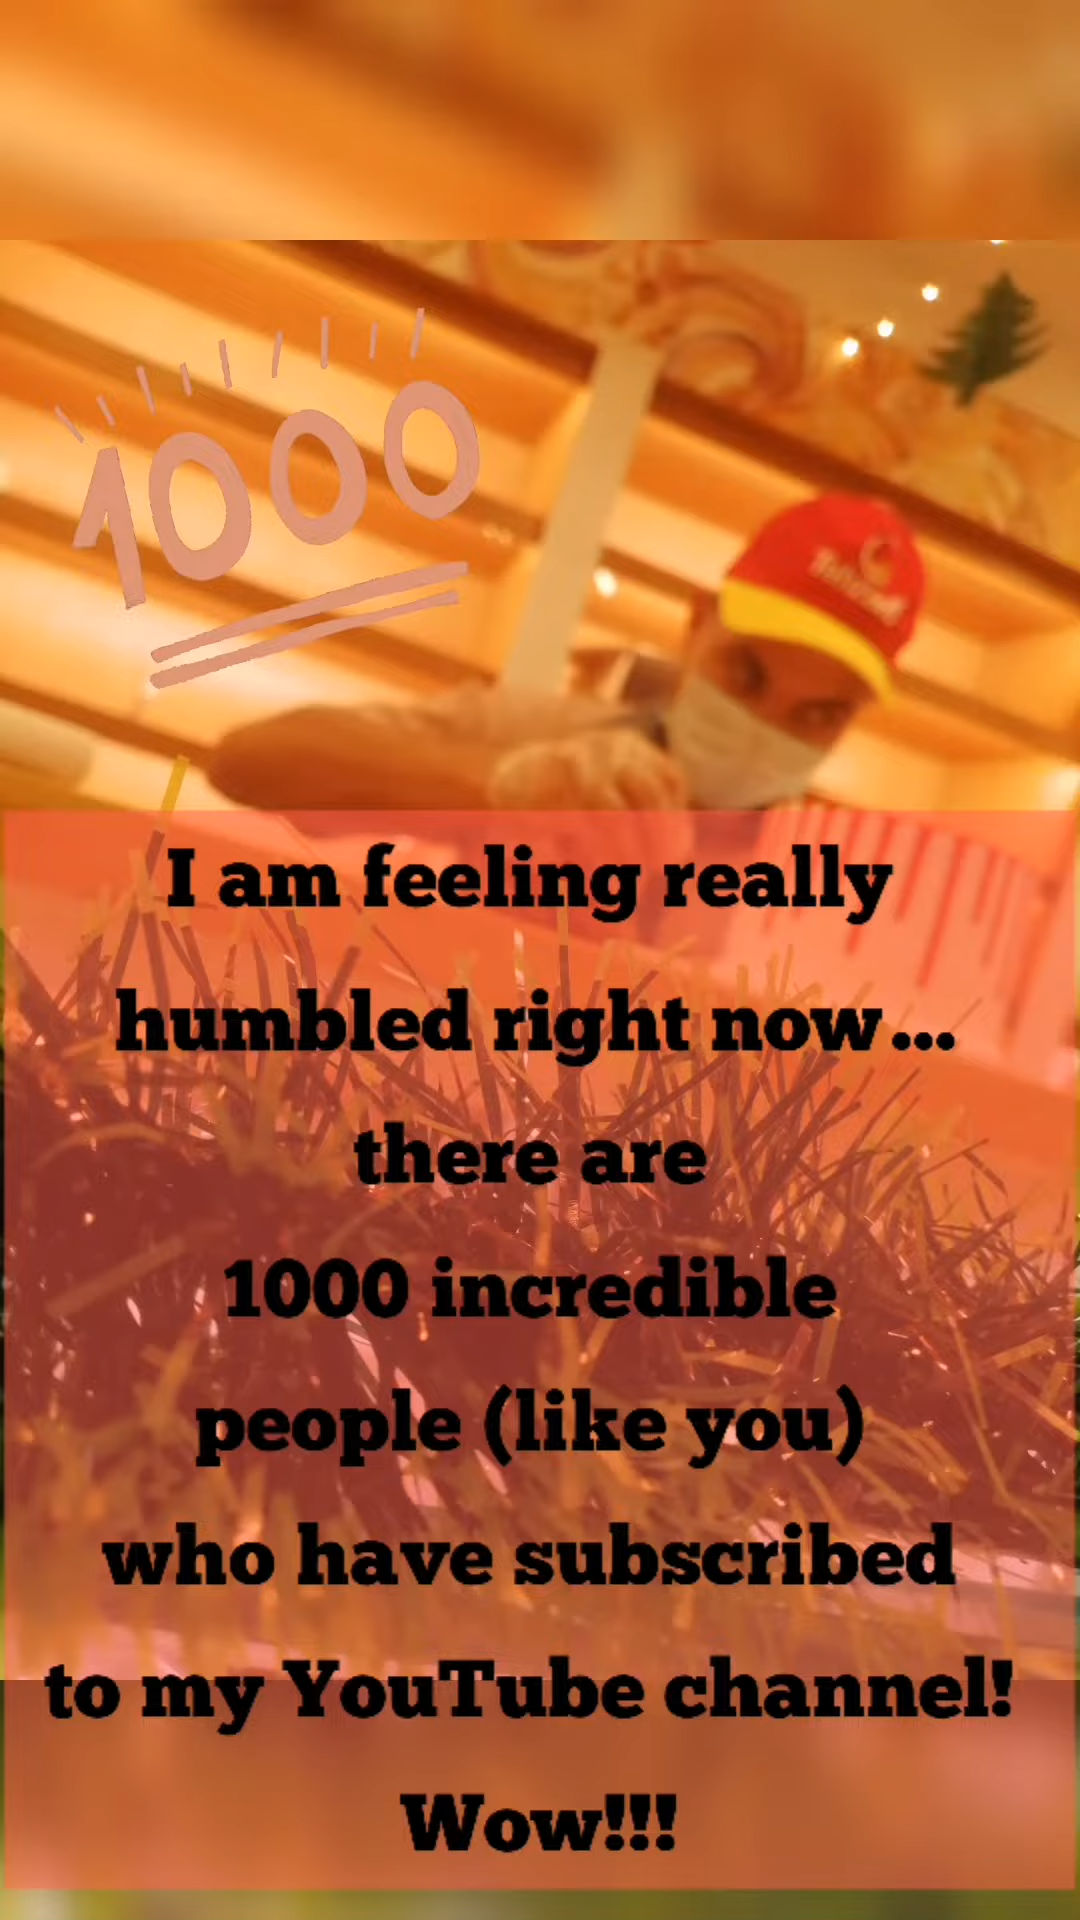 1000
I am feeling really
humbled right now...
there are
1000 incredible
people (like you)
who have subscribed
to my YouTube channel!
Wow!!!